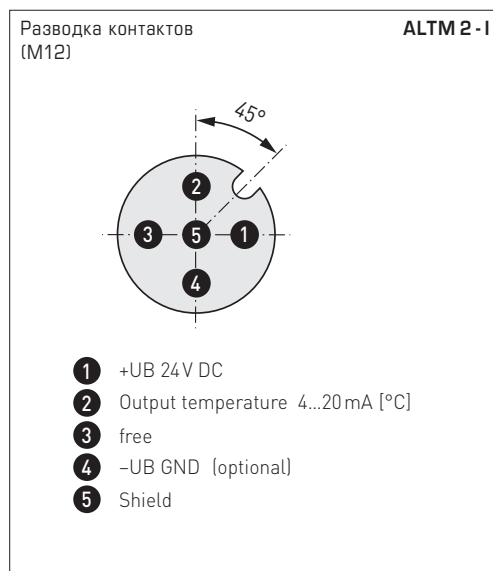 Разводка контактов
(M12)
ALTM 2 - I
45°
2
3
5
1
4
1 +UB 24 V DC
2 Output temperature 4...20 mA [°C]
3 free
4 –UB GND (optional)
5 Shield